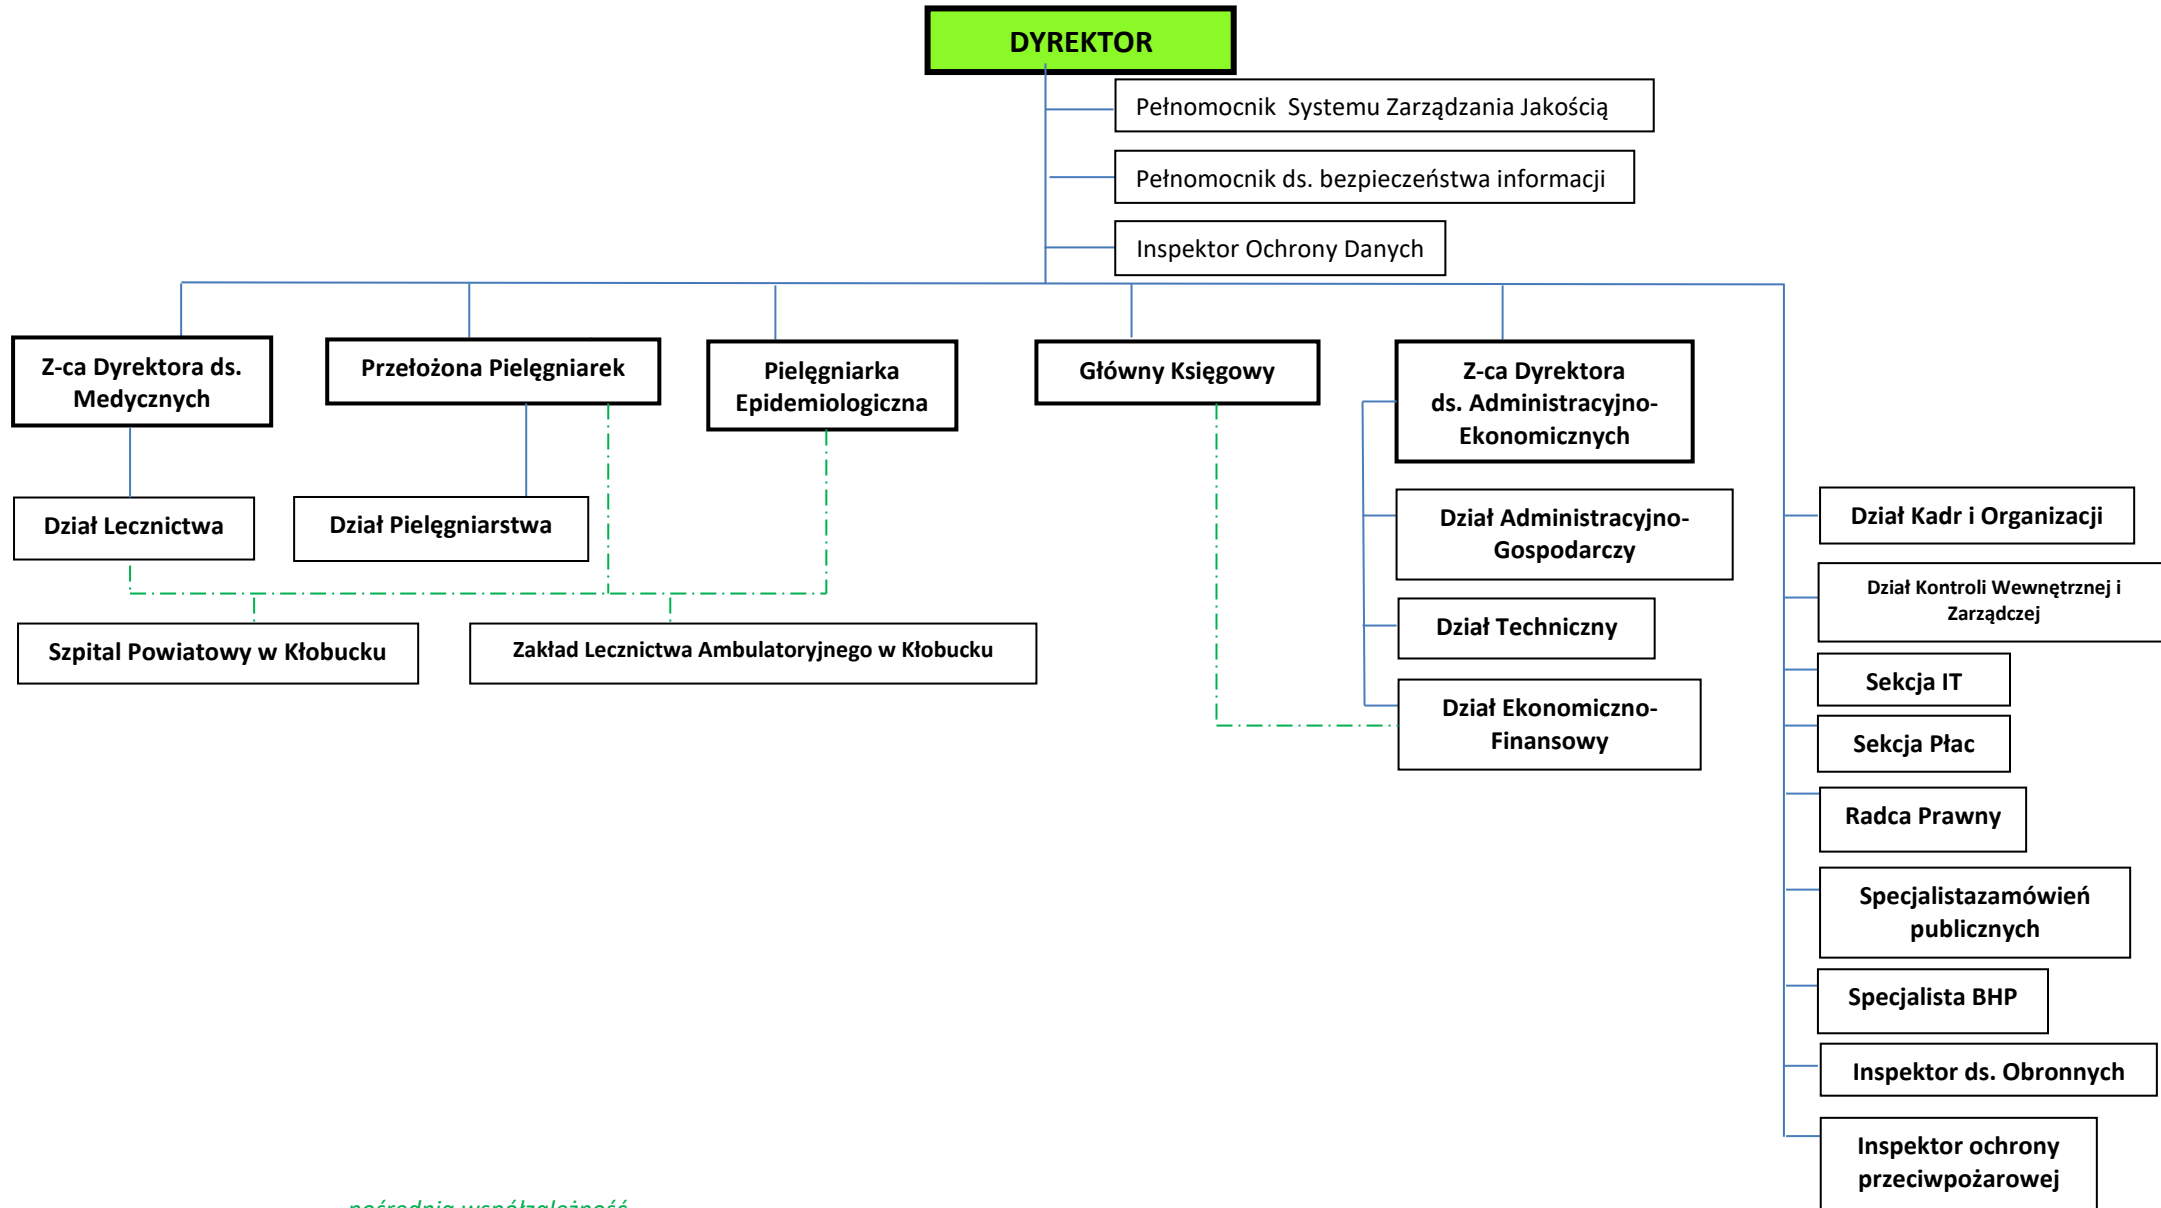 DYREKTOR
Pełnomocnik Systemu Zarządzania Jakością
Pełnomocnik ds. bezpieczeństwa informacji
Inspektor Ochrony Danych
Z-ca Dyrektora ds.
Medycznych
Przełożona Pielęgniarek
Pielęgniarka
Epidemiologiczna
Główny Księgowy
Z-ca Dyrektora
ds. Administracyjno-
Ekonomicznych
Dział Lecznictwa
Dział Pielęgniarstwa
Dział Administracyjno-
Gospodarczy
Dział Kadr i Organizacji
Dział Kontroli Wewnętrznej i
Zarządczej
Szpital Powiatowy w Kłobucku
Zakład Lecznictwa Ambulatoryjnego w Kłobucku
Dział Techniczny
Sekcja IT
Dział Ekonomiczno-
Finansowy
Sekcja Płac
Radca Prawny
Specjalistazamówień
publicznych
Specjalista BHP
Inspektor ds. Obronnych
Inspektor ochrony
przeciwpożarowej
pośrednia współzależność